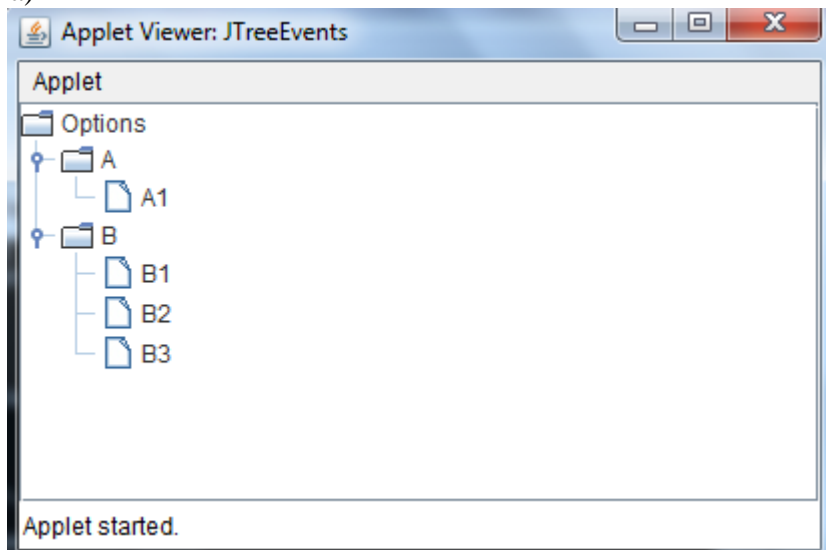 a)
Applet Viewer: JTreeEvents
Applet
Options
A
A1
B
B1
B2
B3
Applet started.